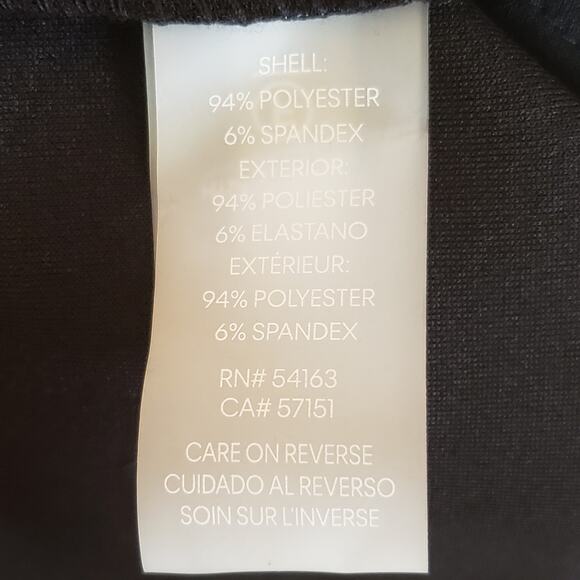 SHELL:
94% POLYESTER
6% SPANDEX
EXTERIOR:
94% POLIESTER
6% ELASTANO
EXTÉRIEUR:
94% POLYESTER
6% SPANDEX
RN# 54163
CA# 57151
CARE ON REVERSE
CUIDADO AL REVERSO
SOIN SUR L'INVERSE